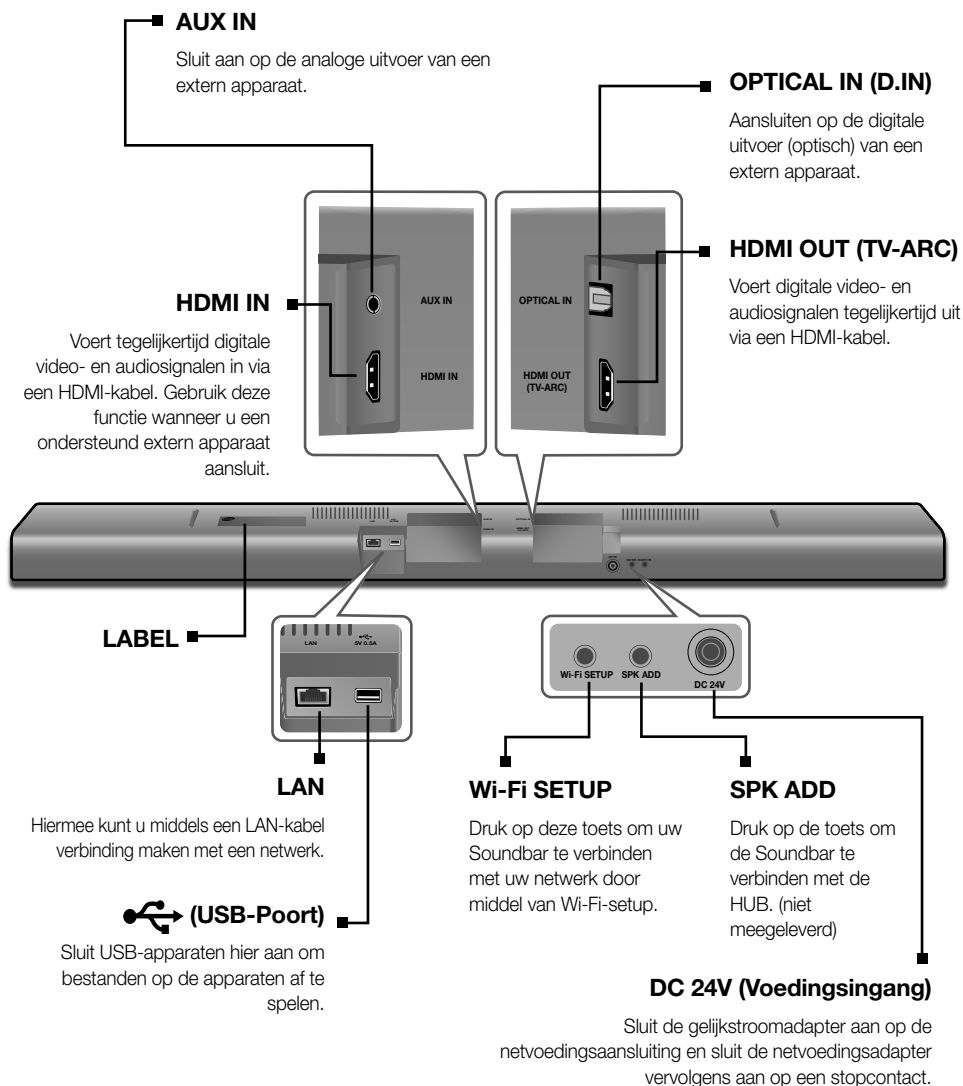 AUX IN
Sluit aan op de analoge uitvoer van een
extern apparaat.
OPTICAL IN (D.IN)
Aansluiten op de digitale
uitvoer (optisch) van een
extern apparaat.
HDMI OUT (TV-ARC)
Voert digitale video- en
audiosignalen tegelijkertijd uit
via een HDMI-kabel.
HDMI IN
Voert tegelijkertijd digitale
video- en audiosignalen in via
een HDMI-kabel. Gebruik deze
functie wanneer u een
ondersteund extern apparaat
aansluit.
AUX IN
HDMI IN
OPTICAL IN
HDMI OUT
(TV-ARC)
LABEL
LAN
5V 0.5A
Wi-Fi SETUP
SPK ADD
DC 24V
LAN
Hiermee kunt u middels een LAN-kabel
verbinding maken met een netwerk.
(USB-Poort)
Sluit USB-apparaten hier aan om
bestanden op de apparaten af te
spelen.
Wi-Fi SETUP
Druk op deze toets om uw
Soundbar te verbinden
met uw netwerk door
middel van Wi-Fi-setup.
SPK ADD
Druk op de toets om
de Soundbar te
verbinden met de
HUB. (niet
meegeleverd)
DC 24V (Voedingsingang)
Sluit de gelijkstroomadapter aan op de
netvoedingsaansluiting en sluit de netvoedingsadapter
vervolgens aan op een stopcontact.